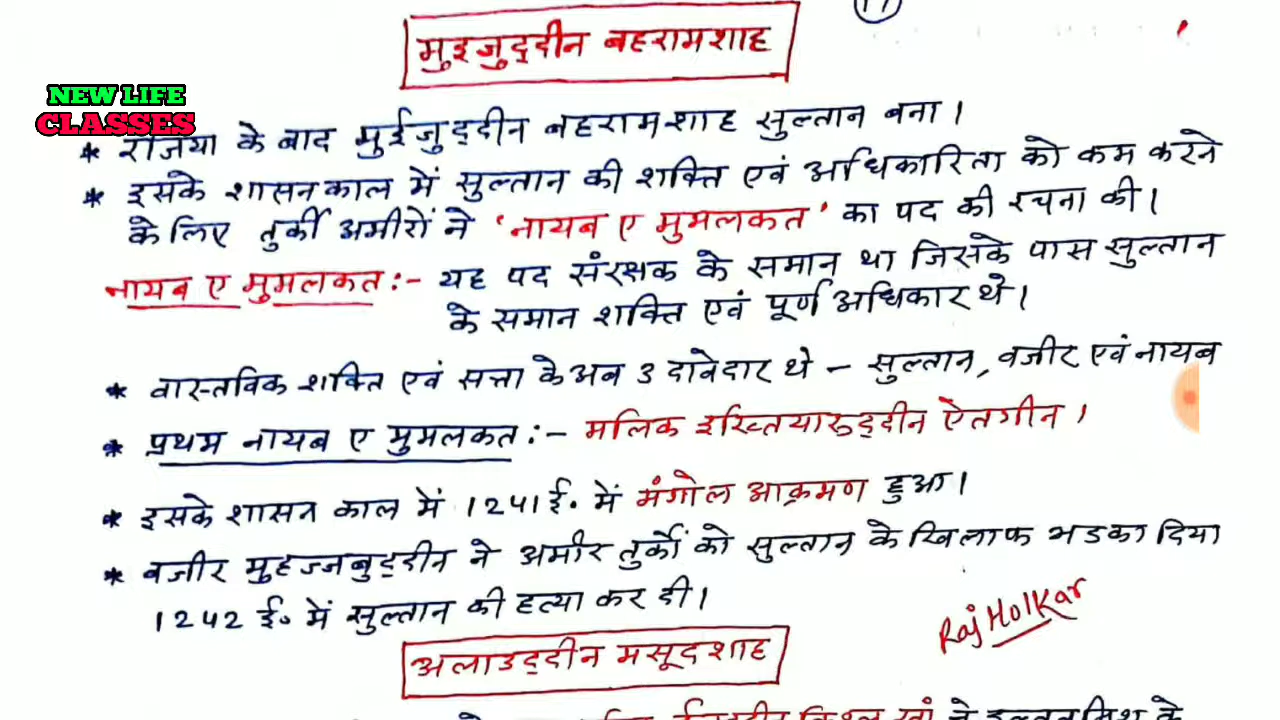 17
मुइजुद्दीन बहरामशाह
NEW LIFE
CLASSES
* रजिया के बाद मुईजुद्दीन बहरामशाह सुल्तान बना।
* इसके शासनकाल में सुल्तान की शक्ति एवं अधिकारिता को कम करने
के लिए तुर्की अमीरों ने 'नायब ए मुमलकत' का पद की रचना की।
नायब ए मुमलकत :- यह पद संरक्षक के समान था जिसके पास सुल्तान
के समान शक्ति एवं पूर्ण अधिकार थे।
* वास्तविक शक्ति एवं सत्ता के अब 3 दावेदार थे - सुल्तान, वजीर एवं नायब
* प्रथम नायब ए मुमलकत :- मलिक इख्तियारुद्दीन ऐतगीन।
* इसके शासन काल में 1241 ई. में मंगोल आक्रमण हुआ।
* वजीर मुहज्जबुद्दीन ने अमीर तुर्कों को सुल्तान के खिलाफ भडका दिया
1242 ई. में सुल्तान की हत्या कर दी।
Raj Holkar
अलाउद्दीन मसूदशाह